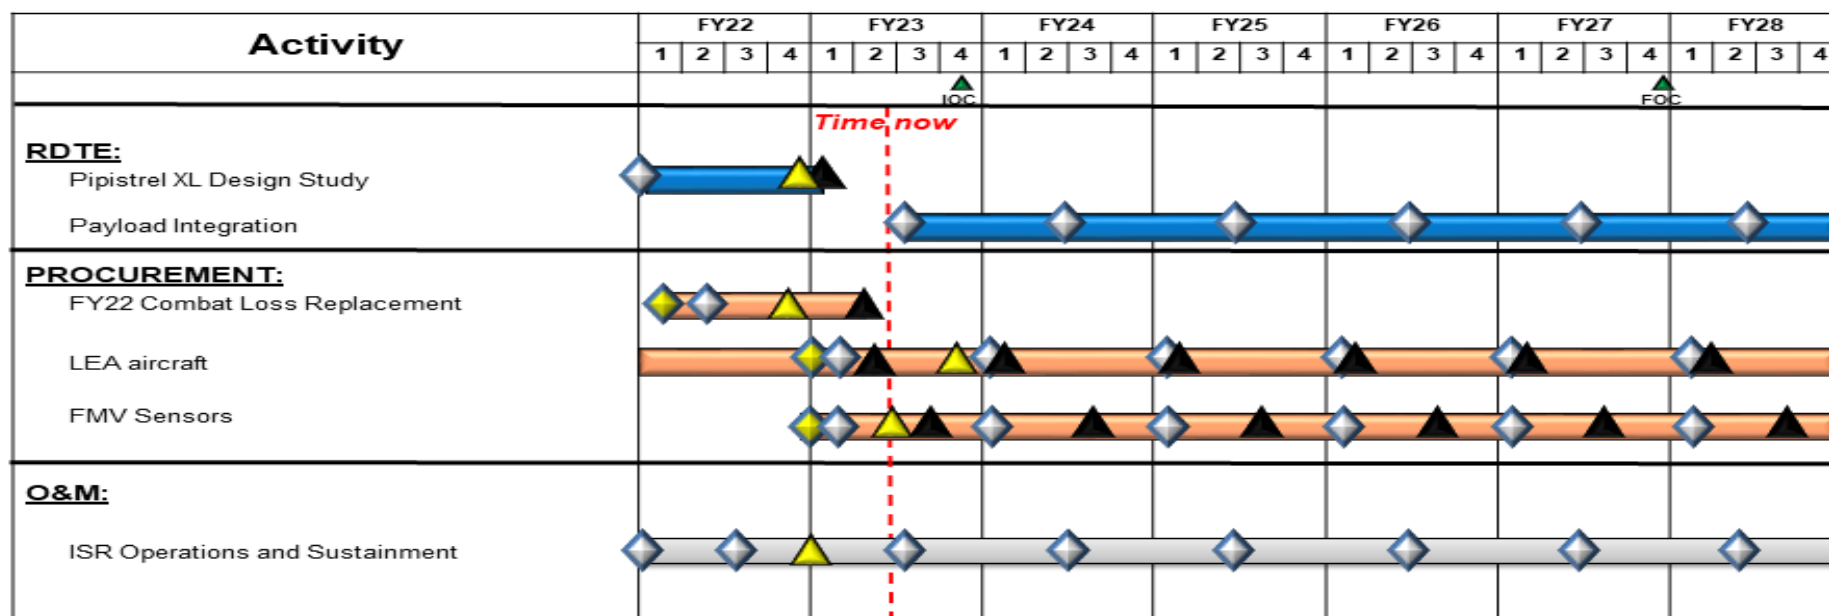 Activity
FY22 FY23 FY24 FY25 FY26 FY27 FY28
1 2 3 4 1 2 3 4 1 2 3 4 1 2 3 4 1 2 3 4 1 2 3 4 1 2 3 4
IOC FOC
Time now
RDTE:
Pipistrel XL Design Study
Payload Integration
PROCUREMENT:
FY22 Combat Loss Replacement
LEA aircraft
FMV Sensors
O&M:
ISR Operations and Sustainment